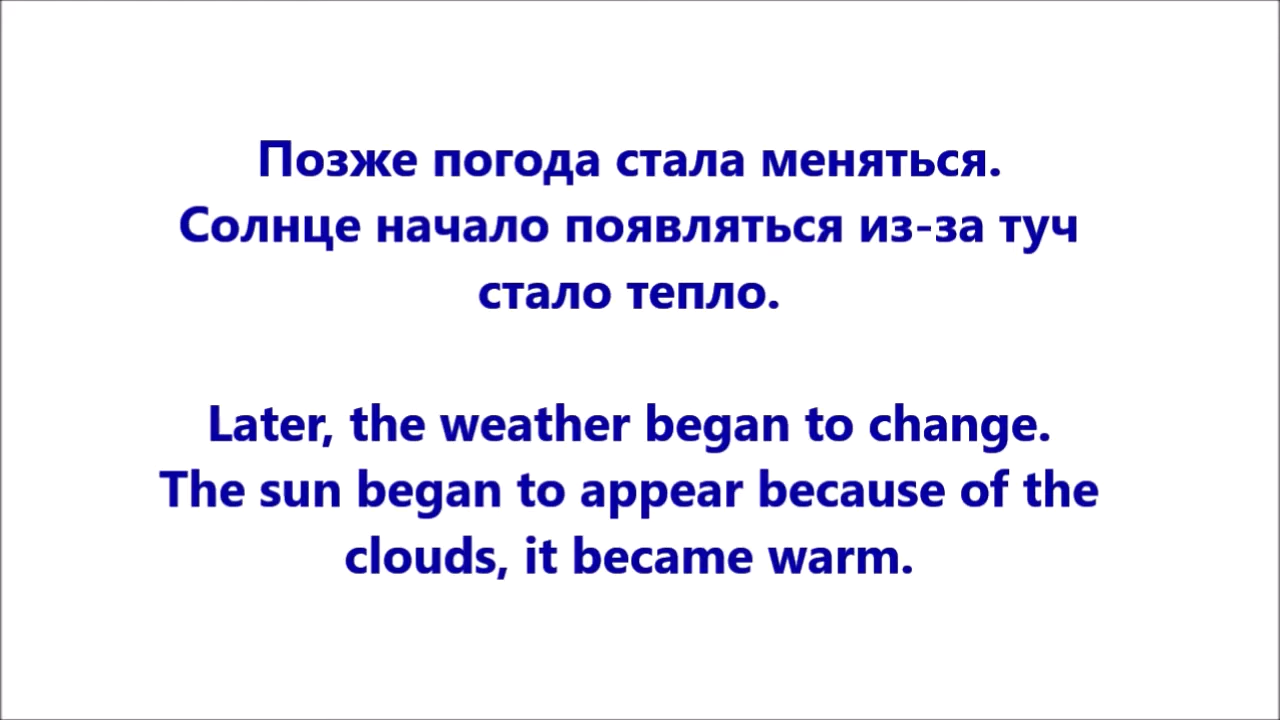 Позже погода стала меняться.
Солнце начало появляться из-за туч
стало тепло.
Later, the weather began to change.
The sun began to appear because of the
clouds, it became warm.